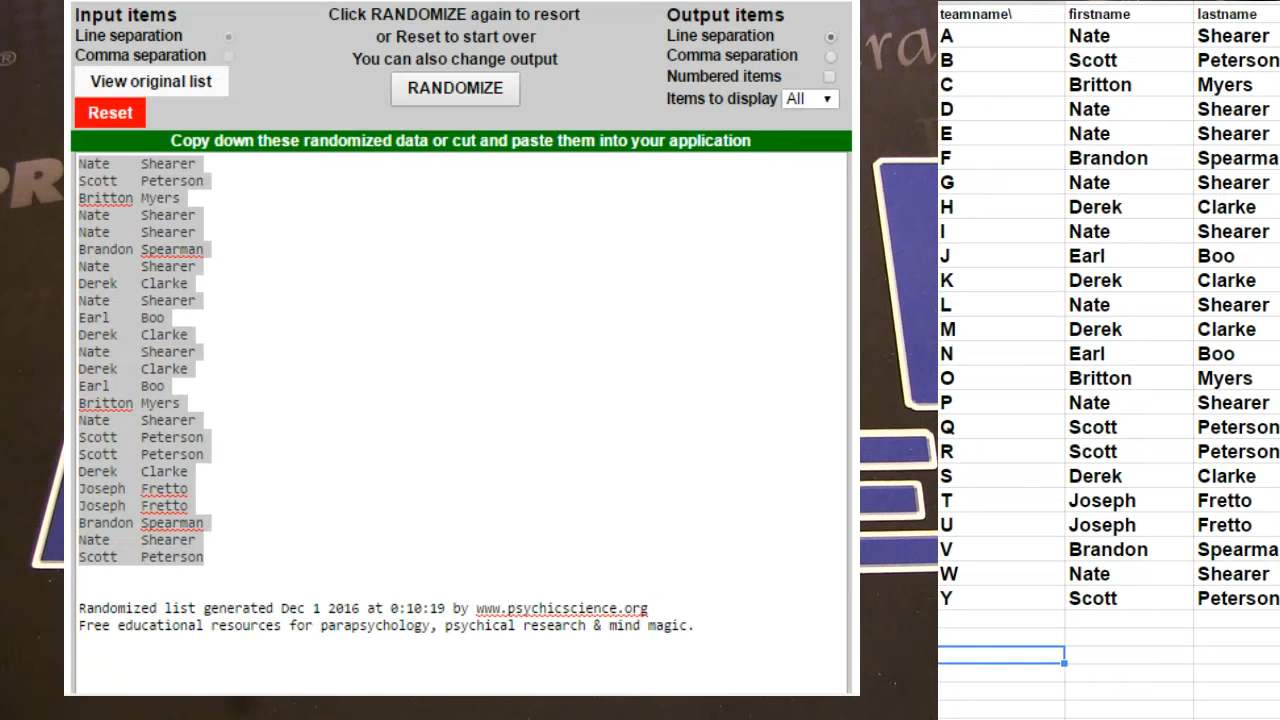 Input items
Line separation
Comma separation
View original list
Reset
Click RANDOMIZE again to resort
or Reset to start over
You can also change output
RANDOMIZE
Output items
Line separation
Comma separation
Numbered items
Items to display All
Copy down these randomized data or cut and paste them into your application
Nate Shearer
Scott Peterson
Britton Myers
Nate Shearer
Nate Shearer
Brandon Spearman
Nate Shearer
Derek Clarke
Nate Shearer
Earl Boo
Derek Clarke
Nate Shearer
Derek Clarke
Earl Boo
Britton Myers
Nate Shearer
Scott Peterson
Scott Peterson
Derek Clarke
Joseph Fretto
Joseph Fretto
Brandon Spearman
Nate Shearer
Scott Peterson
Randomized list generated Dec 1 2016 at 0:10:19 by www.psychicscience.org
Free educational resources for parapsychology, psychical research & mind magic.
teamname\ firstname lastname
A Nate Shearer
B Scott Peterson
C Britton Myers
D Nate Shearer
E Nate Shearer
F Brandon Spearma
G Nate Shearer
H Derek Clarke
I Nate Shearer
J Earl Boo
K Derek Clarke
L Nate Shearer
M Derek Clarke
N Earl Boo
O Britton Myers
P Nate Shearer
Q Scott Peterson
R Scott Peterson
S Derek Clarke
T Joseph Fretto
U Joseph Fretto
V Brandon Spearma
W Nate Shearer
Y Scott Peterson